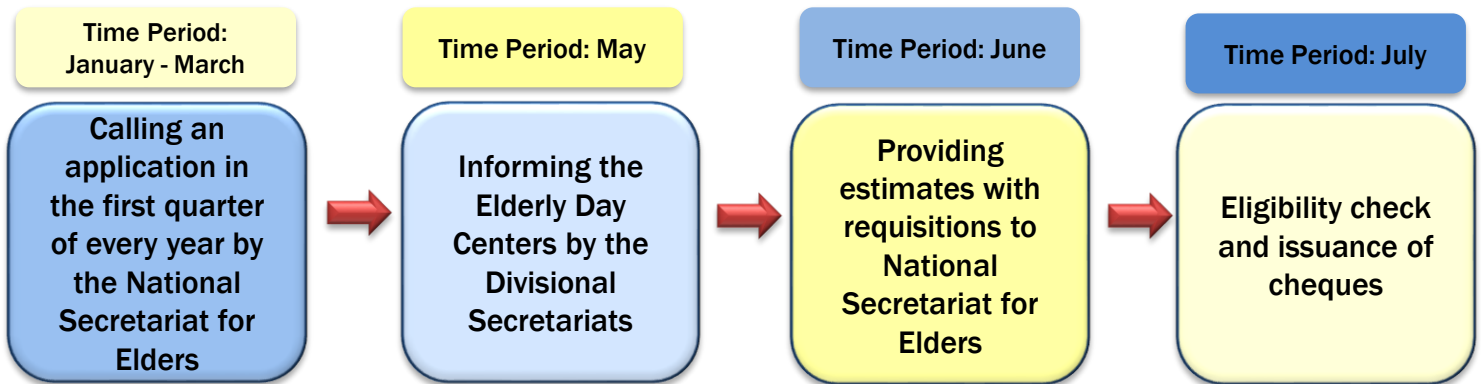 Time Period:
January - March
Calling an
application in
the first quarter
of every year by
the National
Secretariat for
Elders
Time Period: May
Informing the
Elderly Day
Centers by the
Divisional
Secretariats
Time Period: June
Providing
estimates with
requisitions to
National
Secretariat for
Elders
Time Period: July
Eligibility check
and issuance of
cheques